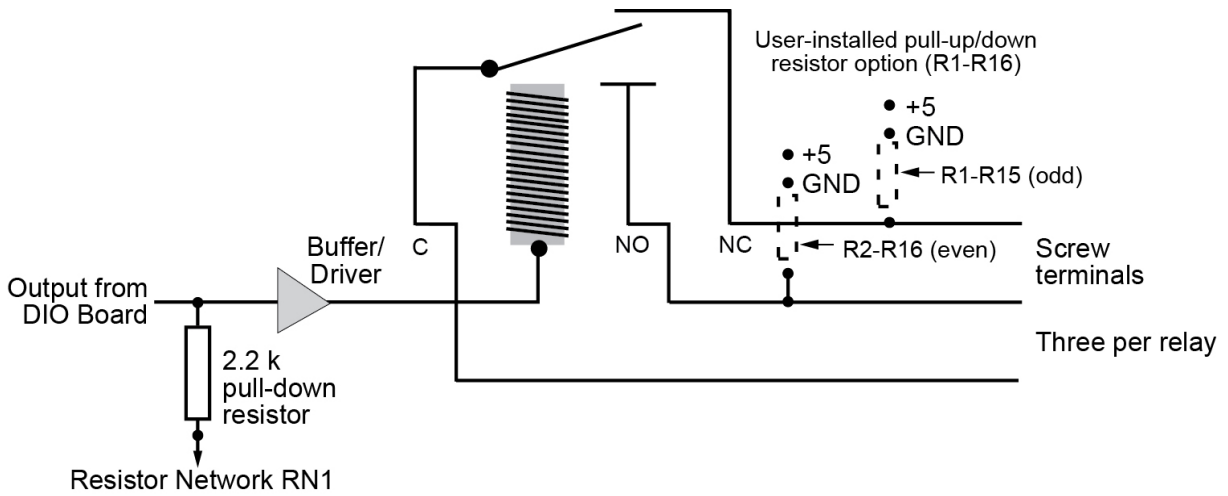 User-installed pull-up/down
resistor option (R1-R16)
+5
GND
R1-R15 (odd)
+5
GND
R2-R16 (even)
C
NO
NC
Buffer/
Driver
Screw
terminals
Output from
DIO Board
Three per relay
2.2 k
pull-down
resistor
Resistor Network RN1